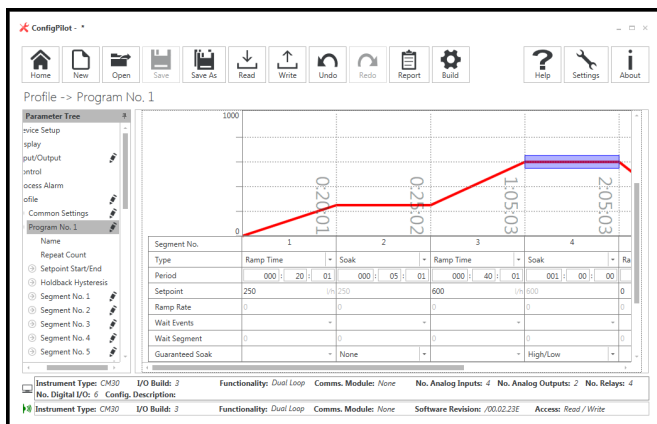 ConfigPilot - *
Home New Open Save Save As Read Write Undo Redo Report Build Help Settings About
Profile -> Program No. 1
Parameter Tree
evice Setup
splay
put/Output
ontrol
ocess Alarm
ofile
Common Settings
Program No. 1
Name
Repeat Count
Setpoint Start/End
Holdback Hysteresis
Segment No. 1
Segment No. 2
Segment No. 3
Segment No. 4
Segment No. 5
1000
0
0:20:01
0:25:02
1:05:03
2:05:03
Segment No. 1 2 3 4
Type Ramp Time Soak Ramp Time Soak Ra
Period 000 : 20 : 01 000 : 05 : 01 000 : 40 : 01 001 : 00 : 00
Setpoint 250 l/h 250 600 l/h 600 0
Ramp Rate 0 0 0 0 0
Wait Events
Wait Segment 0 0 0 0 0
Guaranteed Soak None High/Low
Instrument Type: CM30 I/O Build: 3 Functionality: Dual Loop Comms. Module: None No. Analog Inputs: 4 No. Analog Outputs: 2 No. Relays: 4
No. Digital I/O: 6 Config. Description:
Instrument Type: CM30 I/O Build: 3 Functionality: Dual Loop Comms. Module: None Software Revision: /00.02.23E Access: Read / Write